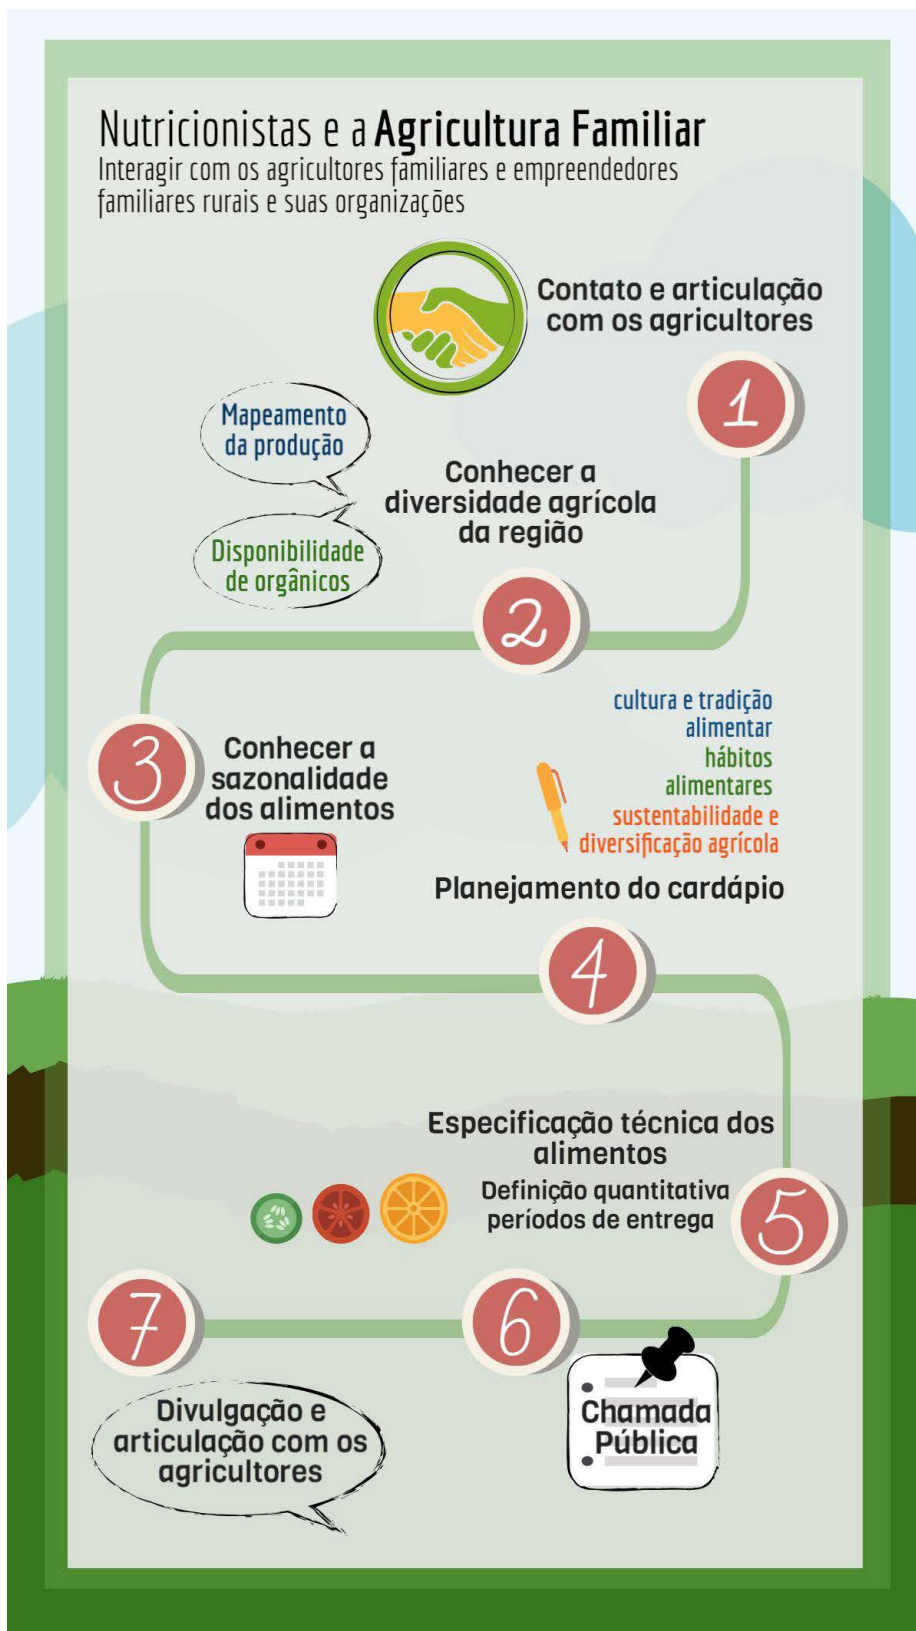 Nutricionistas e a Agricultura Familiar
Interagir com os agricultores familiares e empreendedores
familiares rurais e suas organizações
Contato e articulação
com os agricultores
1
Mapeamento
da produção
Conhecer a
diversidade agrícola
da região
Disponibilidade
de orgânicos
2
cultura e tradição
alimentar
hábitos
alimentares
sustentabilidade e
diversificação agrícola
3
Conhecer a
sazonalidade
dos alimentos
Planejamento do cardápio
4
Especificação técnica dos
alimentos
Definição quantitativa
períodos de entrega
5
6
Chamada
Pública
7
Divulgação e
articulação com os
agricultores